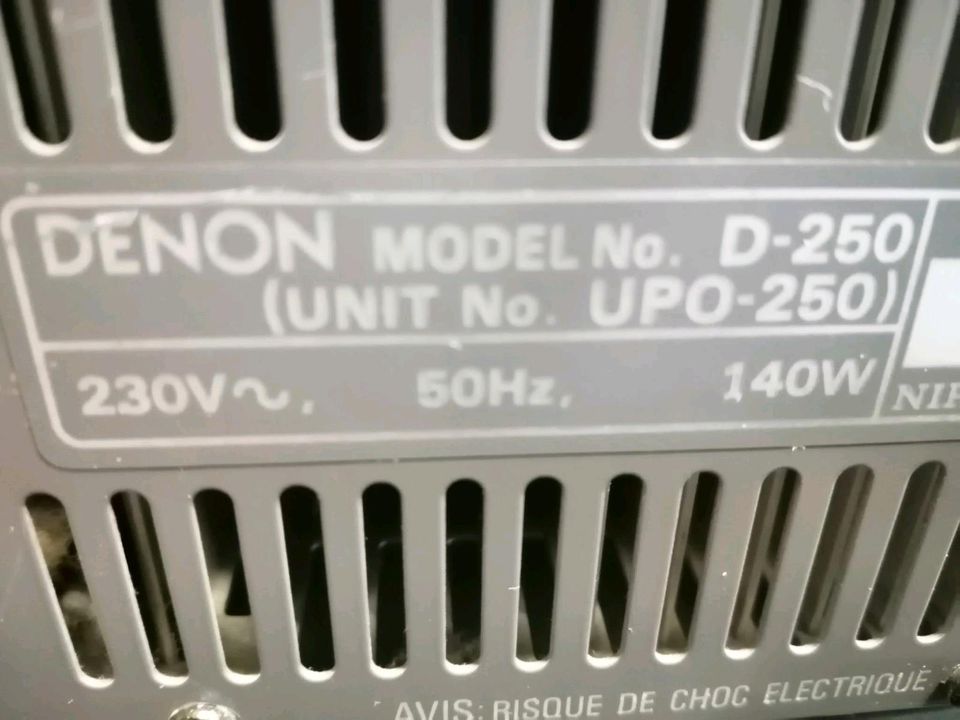 DENON MODEL No. D-250
(UNIT No. UPO-250)
230V~. 50Hz. 140W
AVIS: RISQUE DE CHOC ELECTRIQUE